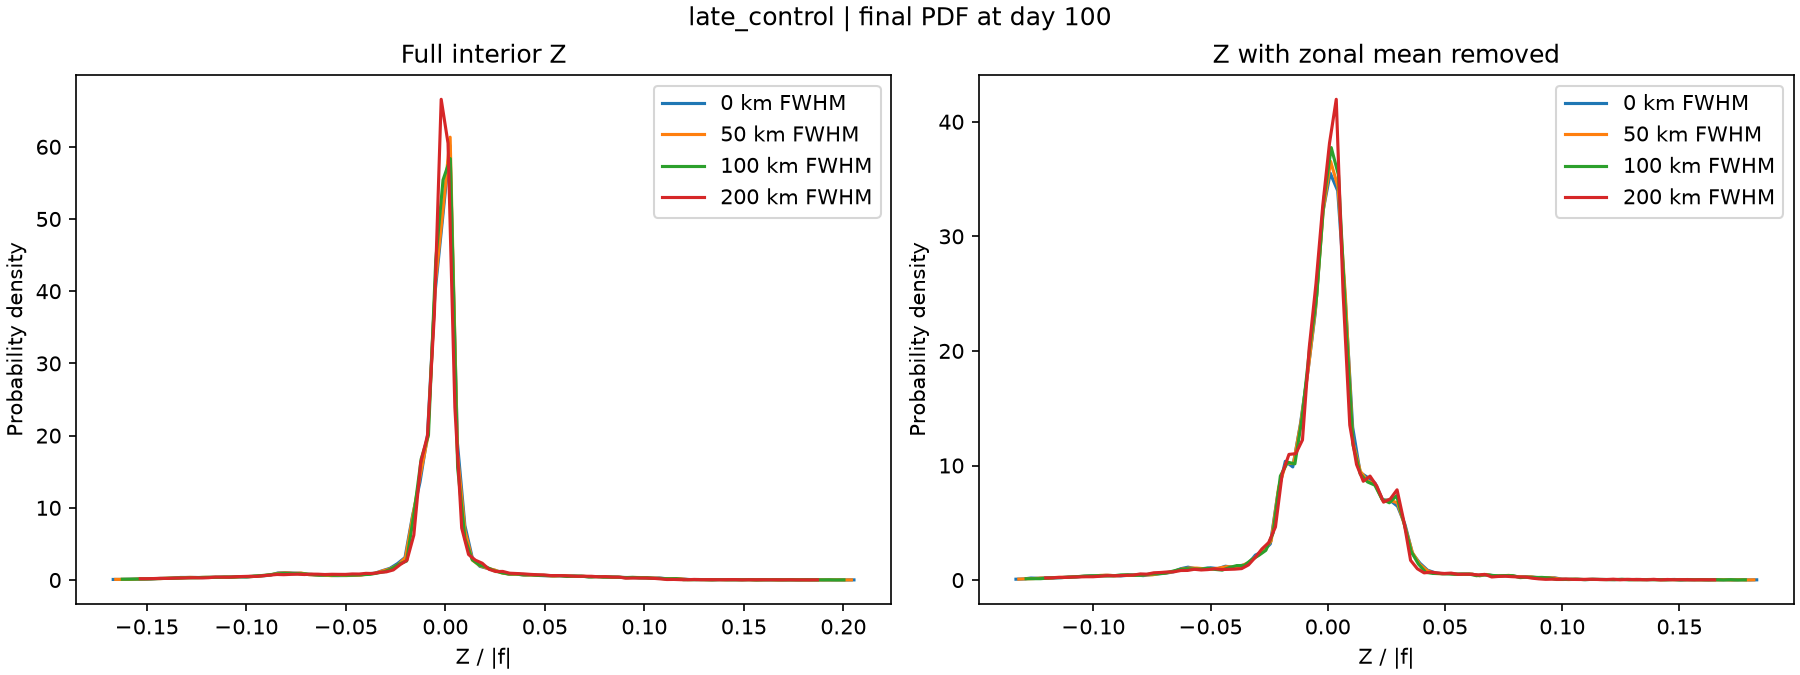 late_control | final PDF at day 100
Full interior Z
Probability density
60
50
40
30
20
10
0
−0.15
−0.10
−0.05
0.00
0.05
0.10
0.15
0.20
Z / |f|
0 km FWHM
50 km FWHM
100 km FWHM
200 km FWHM
Z with zonal mean removed
Probability density
40
30
20
10
0
−0.10
−0.05
0.00
0.05
0.10
0.15
Z / |f|
0 km FWHM
50 km FWHM
100 km FWHM
200 km FWHM